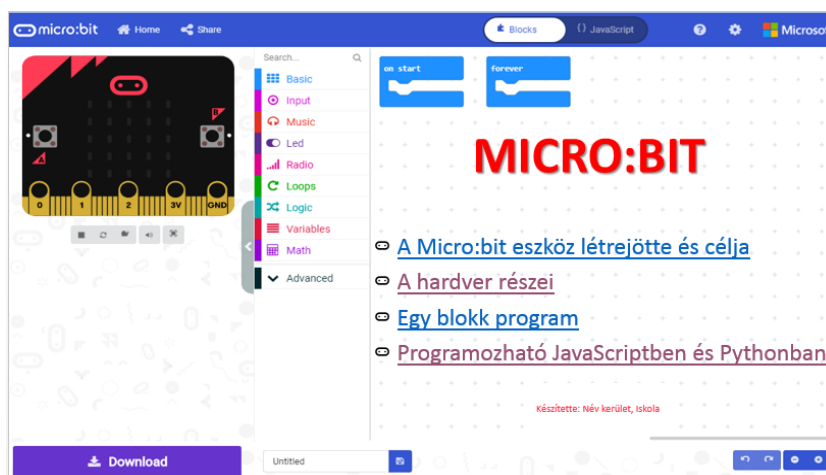 micro:bit Home Share Blocks {} JavaScript ? Microsoft
Search...
Basic
Input
Music
Led
Radio
Loops
Logic
Variables
Math
Advanced
on start
forever
B
A
0 1 2 3V GND
MICRO:BIT
A Micro:bit eszköz létrejötte és célja
A hardver részei
Egy blokk program
Programozható JavaScriptben és Pythonban
Készítette: Név kerület, Iskola
Download
Untitled